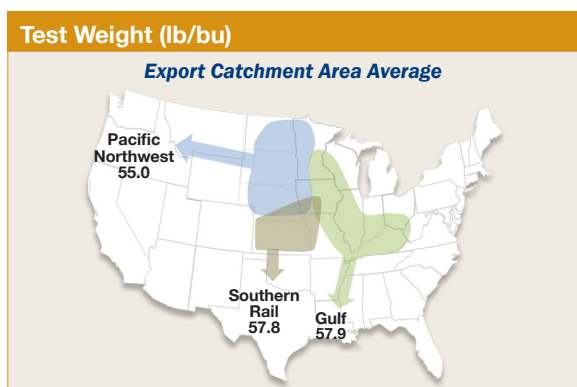 Test Weight (lb/bu)
Export Catchment Area Average
Pacific
Northwest
55.0
Southern
Rail
57.8
Gulf
57.9